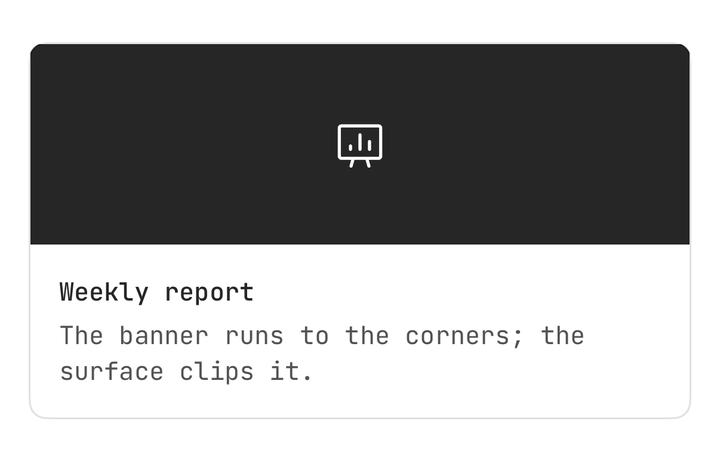 Weekly report
The banner runs to the corners; the
surface clips it.